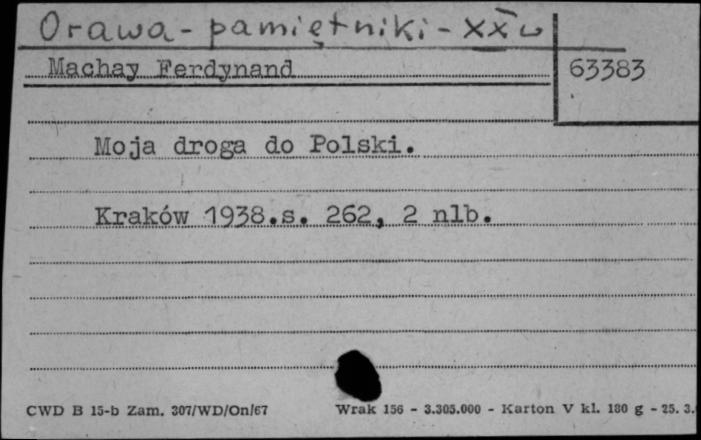 Orawa - pamiętniki - XX w
Machay Ferdynand
63383
Moja droga do Polski.
Kraków 1938.s. 262, 2 nlb.
CWD B 15-b Zam. 307/WD/On/67 Wrak 156 - 3.305.000 - Karton V kl. 180 g - 25. 3.